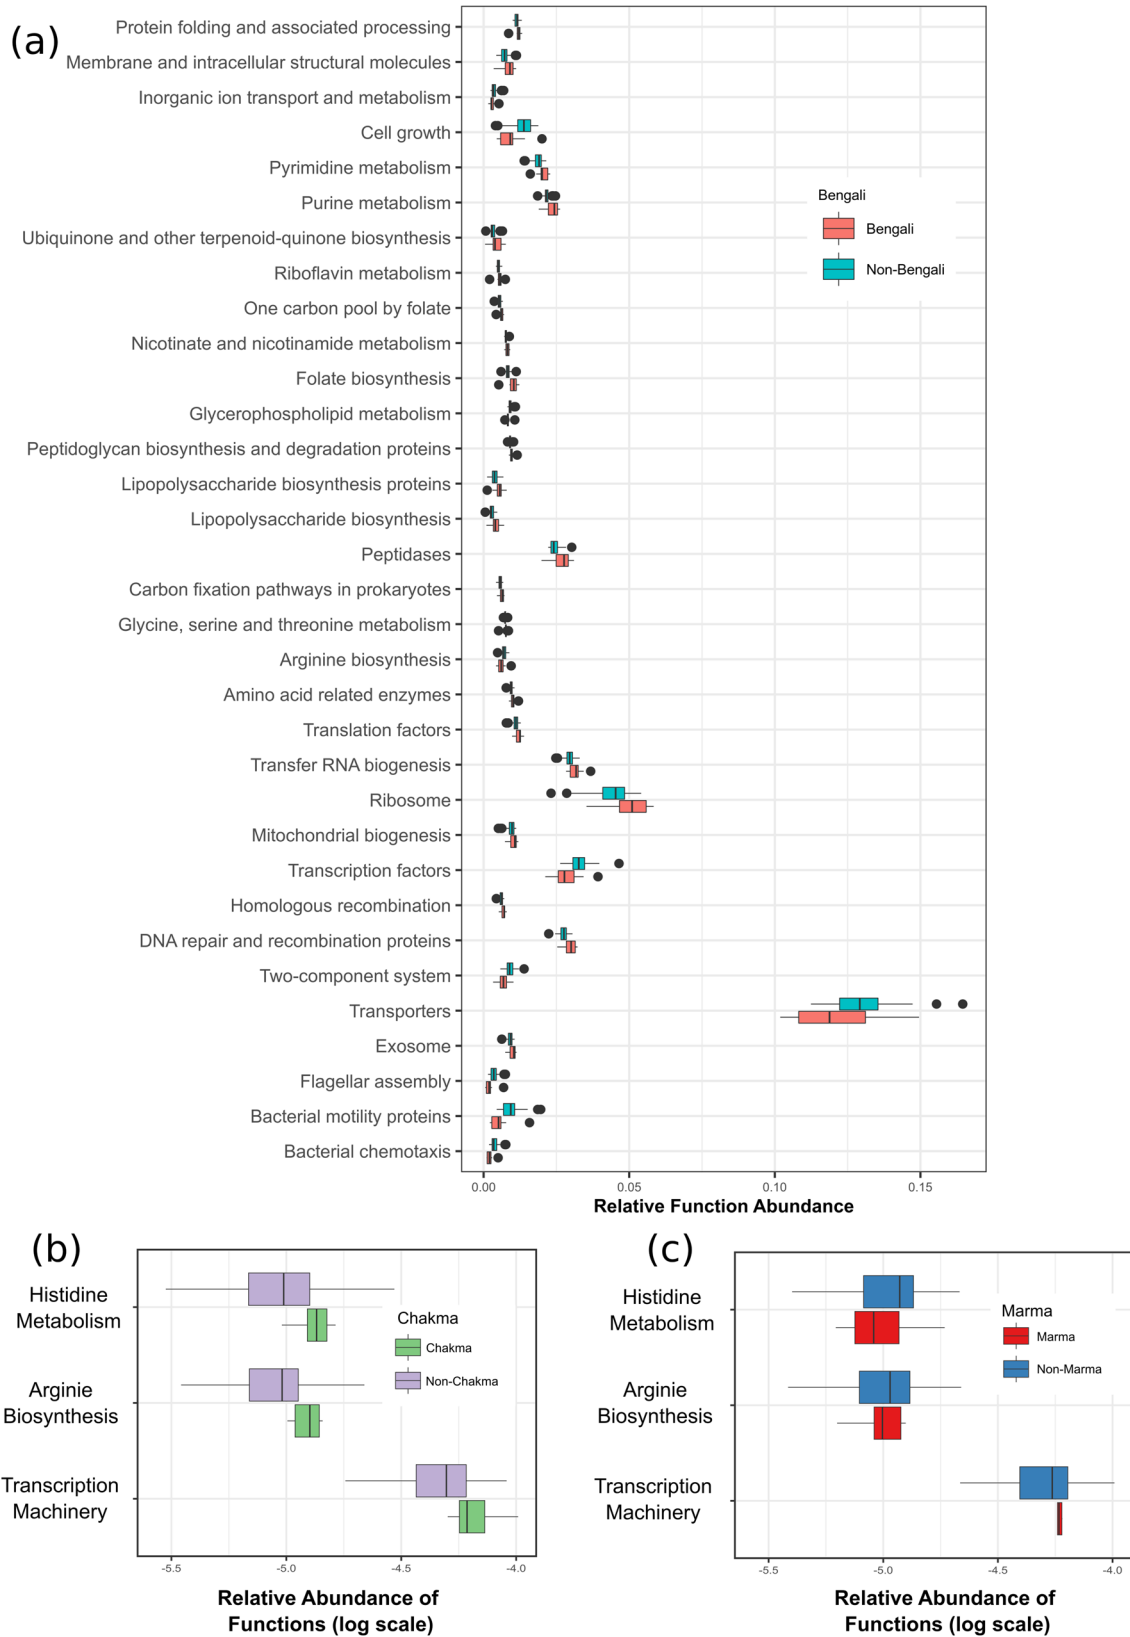 (a)
Protein folding and associated processing
Membrane and intracellular structural molecules
Inorganic ion transport and metabolism
Cell growth
Pyrimidine metabolism
Purine metabolism
Ubiquinone and other terpenoid-quinone biosynthesis
Riboflavin metabolism
One carbon pool by folate
Nicotinate and nicotinamide metabolism
Folate biosynthesis
Glycerophospholipid metabolism
Peptidoglycan biosynthesis and degradation proteins
Lipopolysaccharide biosynthesis proteins
Lipopolysaccharide biosynthesis
Peptidases
Carbon fixation pathways in prokaryotes
Glycine, serine and threonine metabolism
Arginine biosynthesis
Amino acid related enzymes
Translation factors
Transfer RNA biogenesis
Ribosome
Mitochondrial biogenesis
Transcription factors
Homologous recombination
DNA repair and recombination proteins
Two-component system
Transporters
Exosome
Flagellar assembly
Bacterial motility proteins
Bacterial chemotaxis
Bengali
Bengali
Non-Bengali
0.00 0.05 0.10 0.15
Relative Function Abundance
(b)
Histidine
Metabolism
Arginie
Biosynthesis
Transcription
Machinery
Chakma
Chakma
Non-Chakma
-5.5 -5.0 -4.5 -4.0
Relative Abundance of
Functions (log scale)
(c)
Histidine
Metabolism
Arginie
Biosynthesis
Transcription
Machinery
Marma
Marma
Non-Marma
-5.5 -5.0 -4.5 -4.0
Relative Abundance of
Functions (log scale)